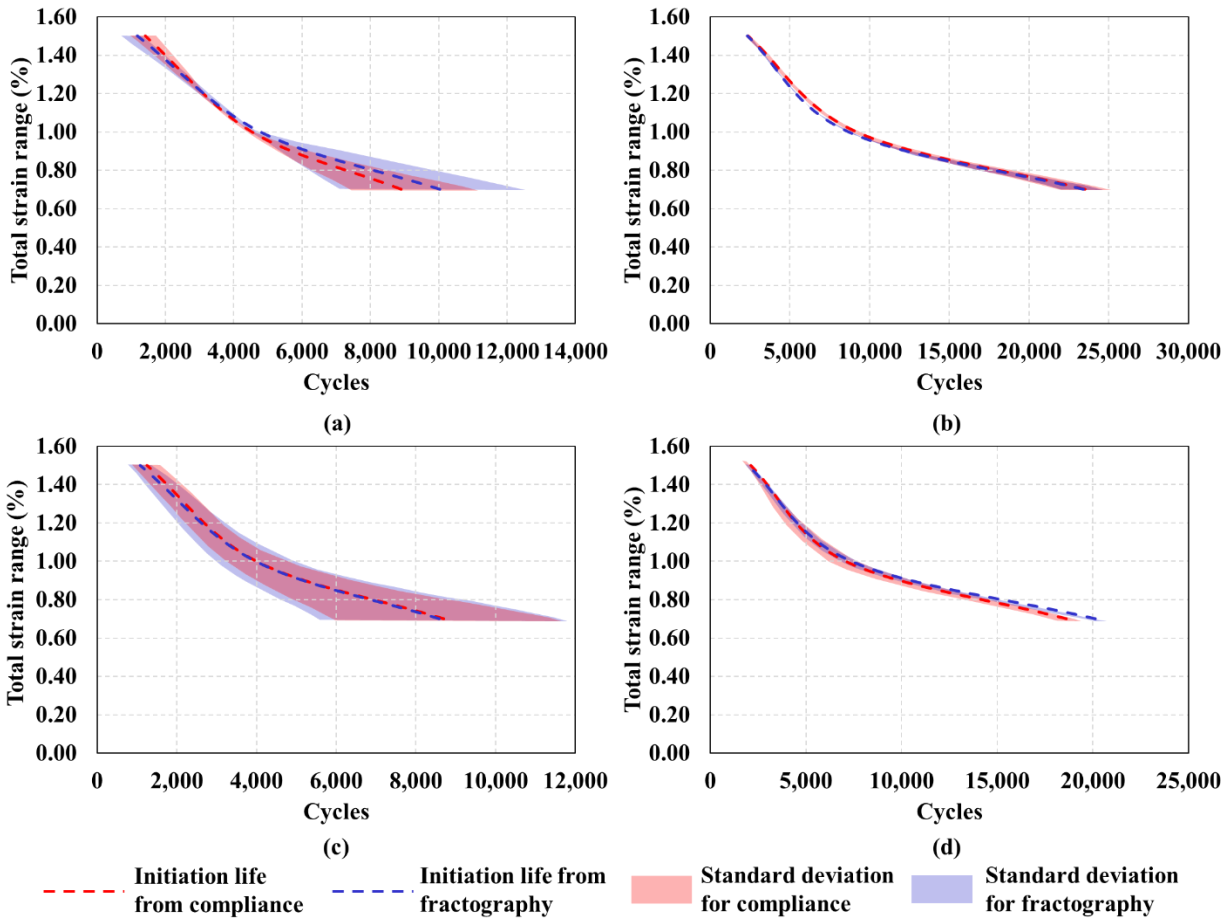 1.60
1.40
1.20
1.00
0.80
0.60
0.40
0.20
0.00
Total strain range (%)
0 2,000 4,000 6,000 8,000 10,000 12,000 14,000
Cycles
(a)
1.60
1.40
1.20
1.00
0.80
0.60
0.40
0.20
0.00
Total strain range (%)
0 5,000 10,000 15,000 20,000 25,000 30,000
Cycles
(b)
1.60
1.40
1.20
1.00
0.80
0.60
0.40
0.20
0.00
Total strain range (%)
0 2,000 4,000 6,000 8,000 10,000 12,000
Cycles
(c)
1.60
1.40
1.20
1.00
0.80
0.60
0.40
0.20
0.00
Total strain range (%)
0 5,000 10,000 15,000 20,000 25,000
Cycles
(d)
Initiation life
from compliance
Initiation life from
fractography
Standard deviation
for compliance
Standard deviation
for fractography